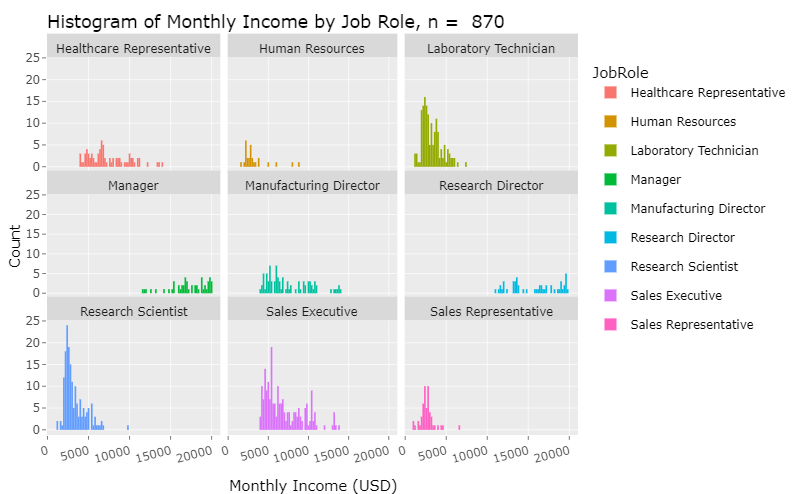 Histogram of Monthly Income by Job Role, n =  870
Healthcare Representative
Human Resources
Laboratory Technician
25
20
15
10
5
0
Manager
Manufacturing Director
Research Director
25
20
15
10
5
0
Research Scientist
Sales Executive
Sales Representative
25
20
15
10
5
0
0
5000
10000
15000
20000
0
5000
10000
15000
20000
0
5000
10000
15000
20000
Count
Monthly Income (USD)
JobRole
Healthcare Representative
Human Resources
Laboratory Technician
Manager
Manufacturing Director
Research Director
Research Scientist
Sales Executive
Sales Representative